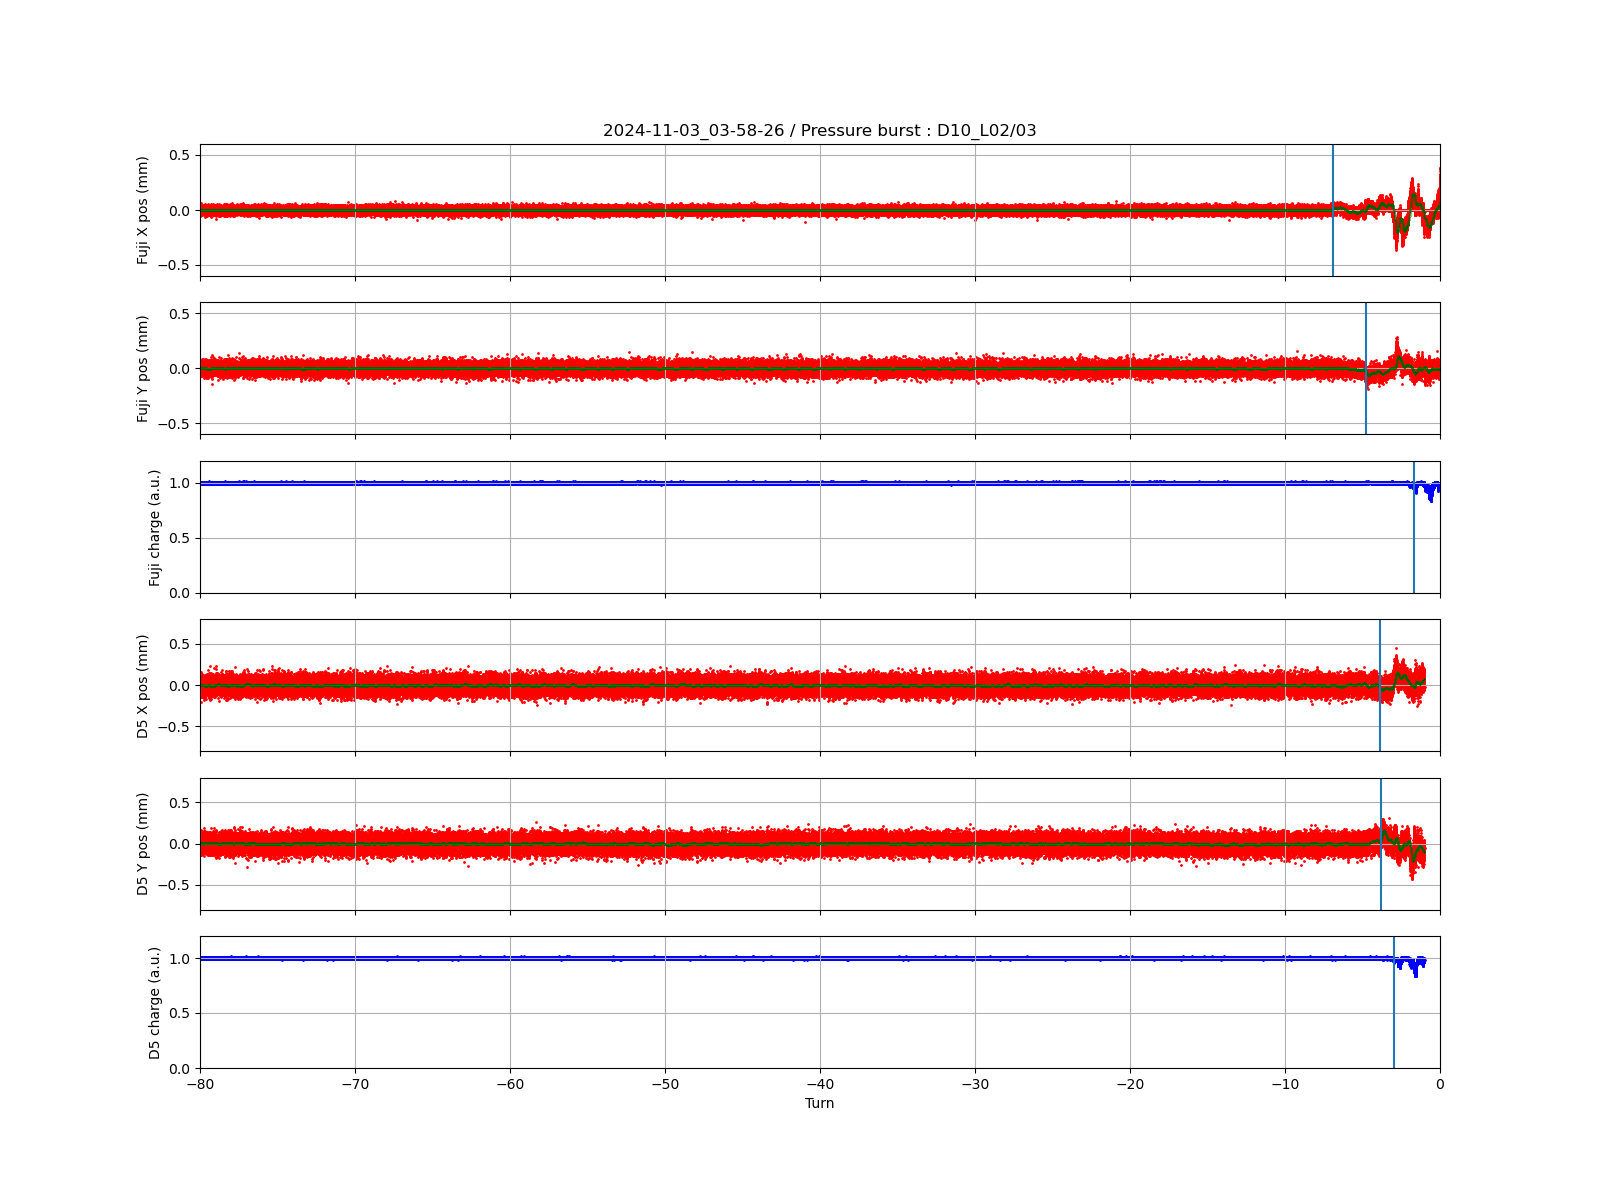 2024-11-03_03-58-26 / Pressure burst : D10_L02/03
Fuji X pos (mm)
0.5
0.0
−0.5
Fuji Y pos (mm)
0.5
0.0
−0.5
Fuji charge (a.u.)
1.0
0.5
0.0
D5 X pos (mm)
0.5
0.0
−0.5
D5 Y pos (mm)
0.5
0.0
−0.5
D5 charge (a.u.)
1.0
0.5
0.0
−80 −70 −60 −50 −40 −30 −20 −10 0
Turn